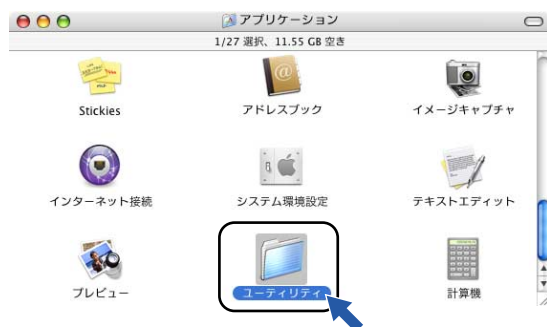 アプリケーション
1/27 選択、11.55 GB 空き
Stickies
アドレスブック
イメージキャプチャ
インターネット接続
システム環境設定
テキストエディット
プレビュー
ユーティリティ
計算機